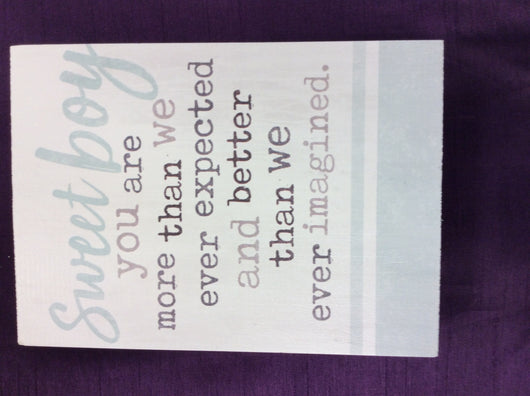 Sweet boy
you are
more than we
ever expected
and better
than we
ever imagined.